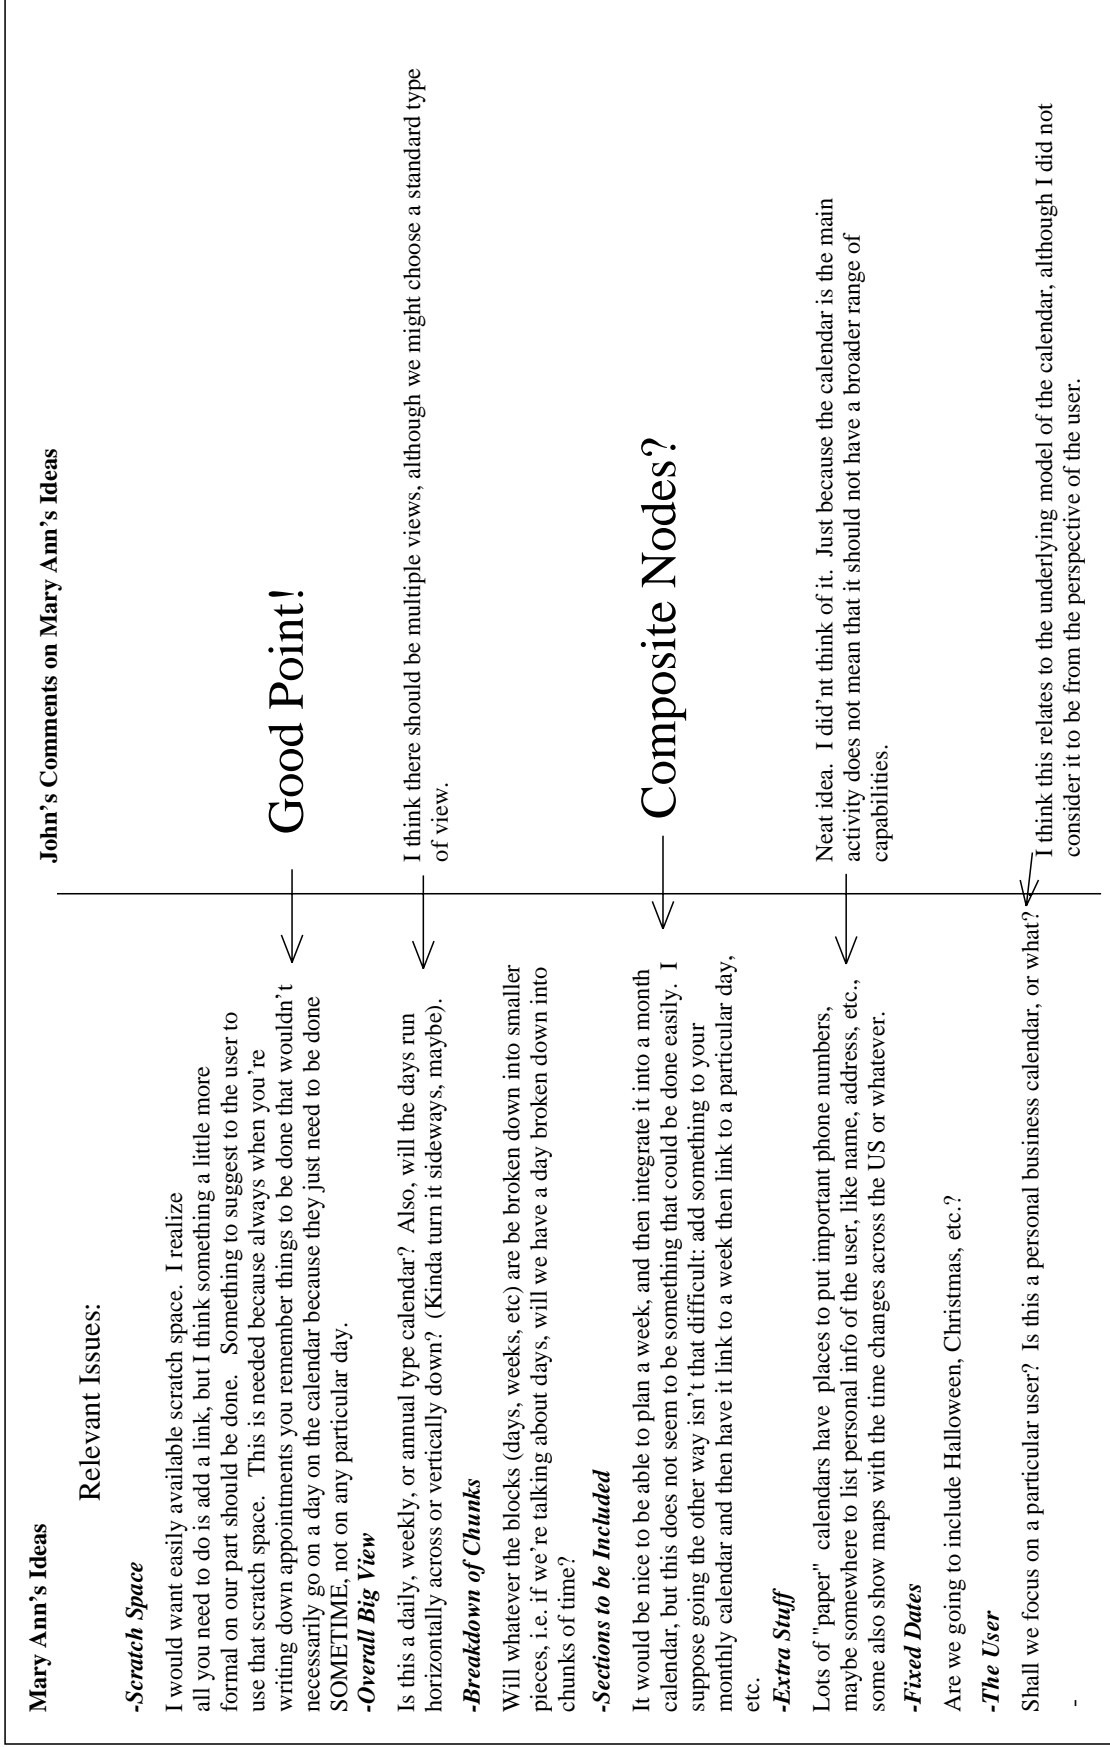 Mary Ann's Ideas
Relevant Issues:
-Scratch Space
I would want easily available scratch space.  I realize
all you need to do is add a link, but I think something a little more
formal on our part should be done.   Something to suggest to the user to
use that scratch space.   This is needed because always when you're
writing down appointments you remember things to be done that wouldn't
necessarily go on a day on the calendar because they just need to be done
SOMETIME, not on any particular day.
-Overall Big View
Is this a daily, weekly, or annual type calendar?  Also, will the days run
horizontally across or vertically down?  (Kinda turn it sideways, maybe).
-Breakdown of Chunks
Will whatever the blocks (days, weeks, etc) are be broken down into smaller
pieces, i.e. if we're talking about days, will we have a day broken down into
chunks of time?
-Sections to be Included
It would be nice to be able to plan a week, and then integrate it into a month
calendar, but this does not seem to be something that could be done easily.  I
suppose going the other way isn't that difficult: add something to your
monthly calendar and then have it link to a week then link to a particular day,
etc.
-Extra Stuff
Lots of "paper"  calendars have  places to put important phone numbers,
maybe somewhere to list personal info of the user, like name, address, etc.,
some also show maps with the time changes across the US or whatever.
-Fixed Dates
Are we going to include Halloween, Christmas, etc.?
-The User
Shall we focus on a particular user?  Is this a personal business calendar, or what?
-
John's Comments on Mary Ann's Ideas
Good Point!
I think there should be multiple views, although we might choose a standard type
of view.
Composite Nodes?
Neat idea.  I did'nt think of it.  Just because the calendar is the main
activity does not mean that it should not have a broader range of
capabilities.
I think this relates to the underlying model of the calendar, although I did not
consider it to be from the perspective of the user.